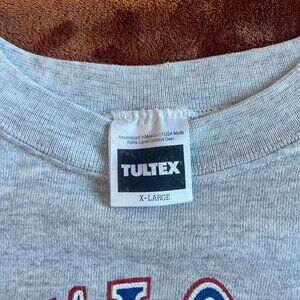 Assembled in Mexico Of USA Made
Parts Care/Content Over
TULTEX
X-LARGE